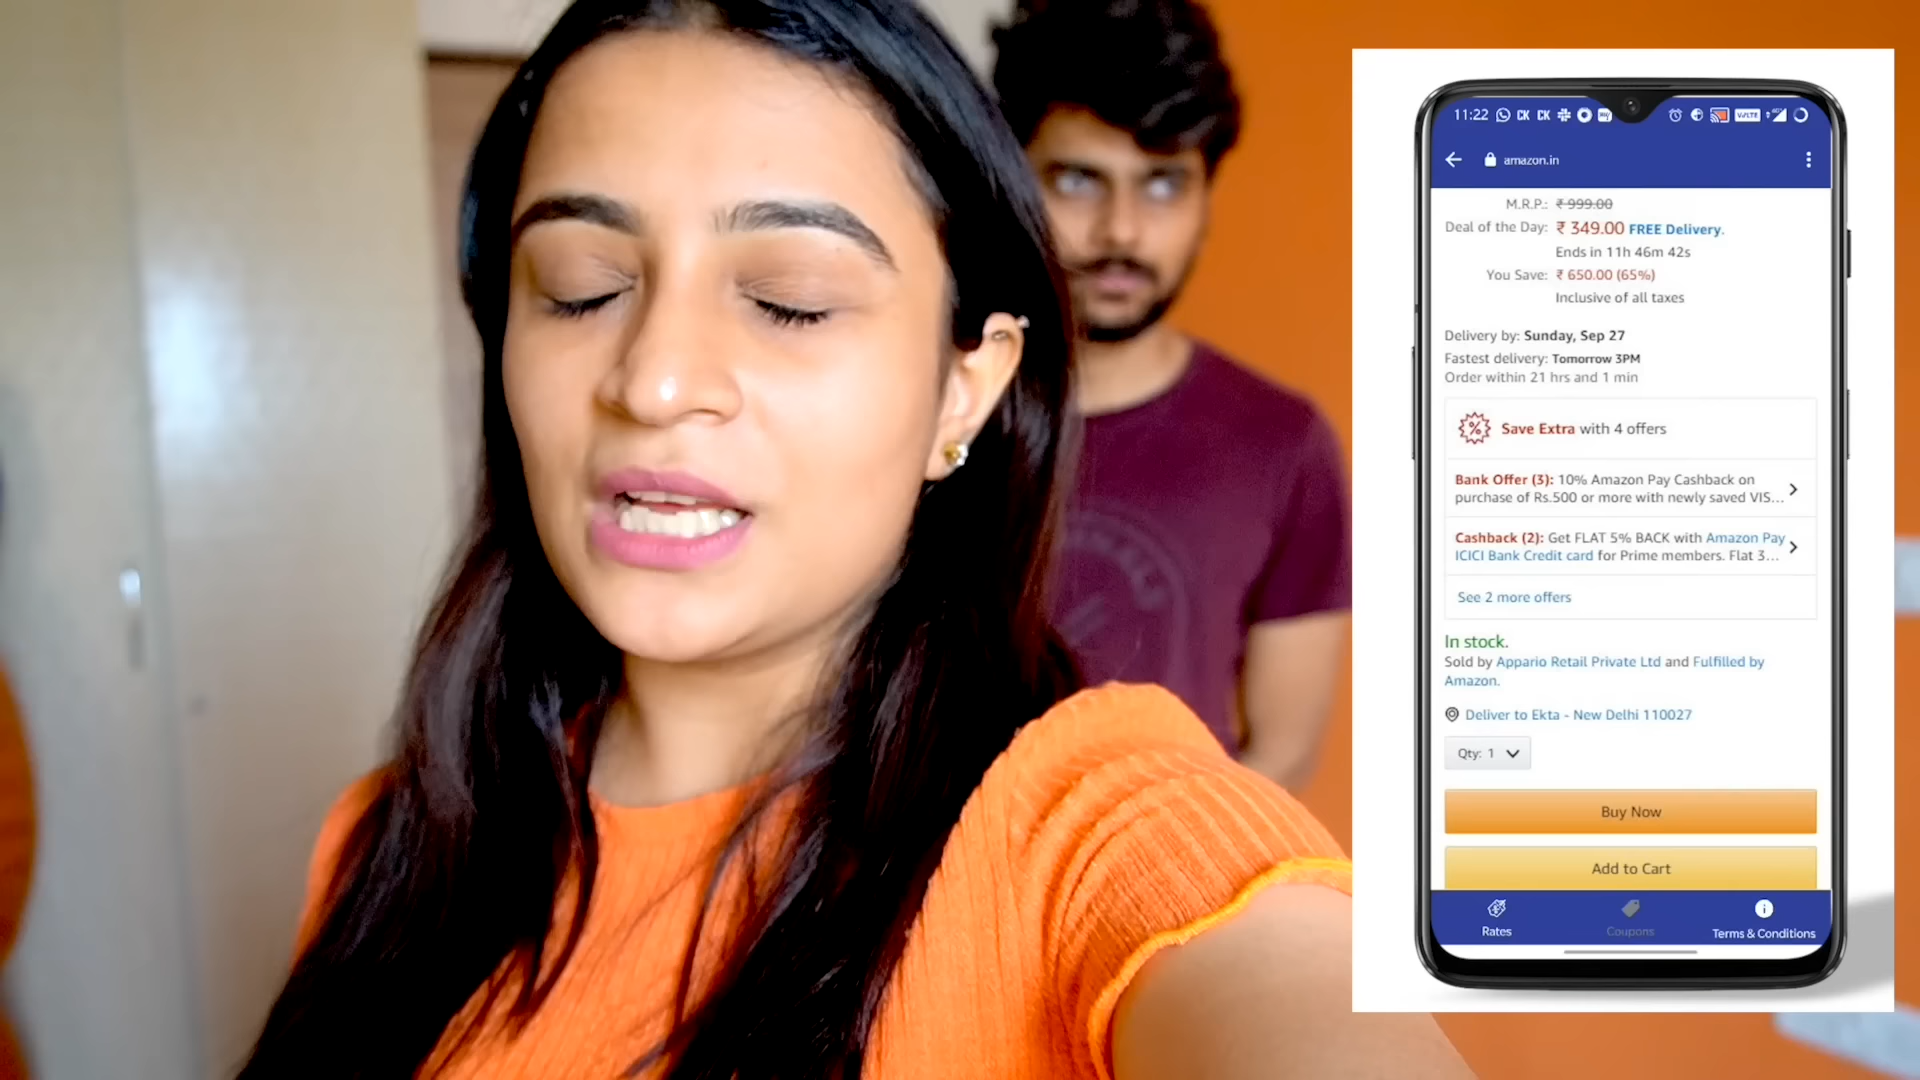 11:22 CK CK
VoLTE
amazon.in
M.R.P.: ₹ 999.00
Deal of the Day: ₹ 349.00 FREE Delivery.
Ends in 11h 46m 42s
You Save: ₹ 650.00 (65%)
Inclusive of all taxes
Delivery by: Sunday, Sep 27
Fastest delivery: Tomorrow 3PM
Order within 21 hrs and 1 min
Save Extra with 4 offers
Bank Offer (3): 10% Amazon Pay Cashback on
purchase of Rs.500 or more with newly saved VIS...
Cashback (2): Get FLAT 5% BACK with Amazon Pay
ICICI Bank Credit card for Prime members. Flat 3...
See 2 more offers
In stock.
Sold by Appario Retail Private Ltd and Fulfilled by
Amazon.
Deliver to Ekta - New Delhi 110027
Qty: 1
Buy Now
Add to Cart
Rates Coupons Terms & Conditions